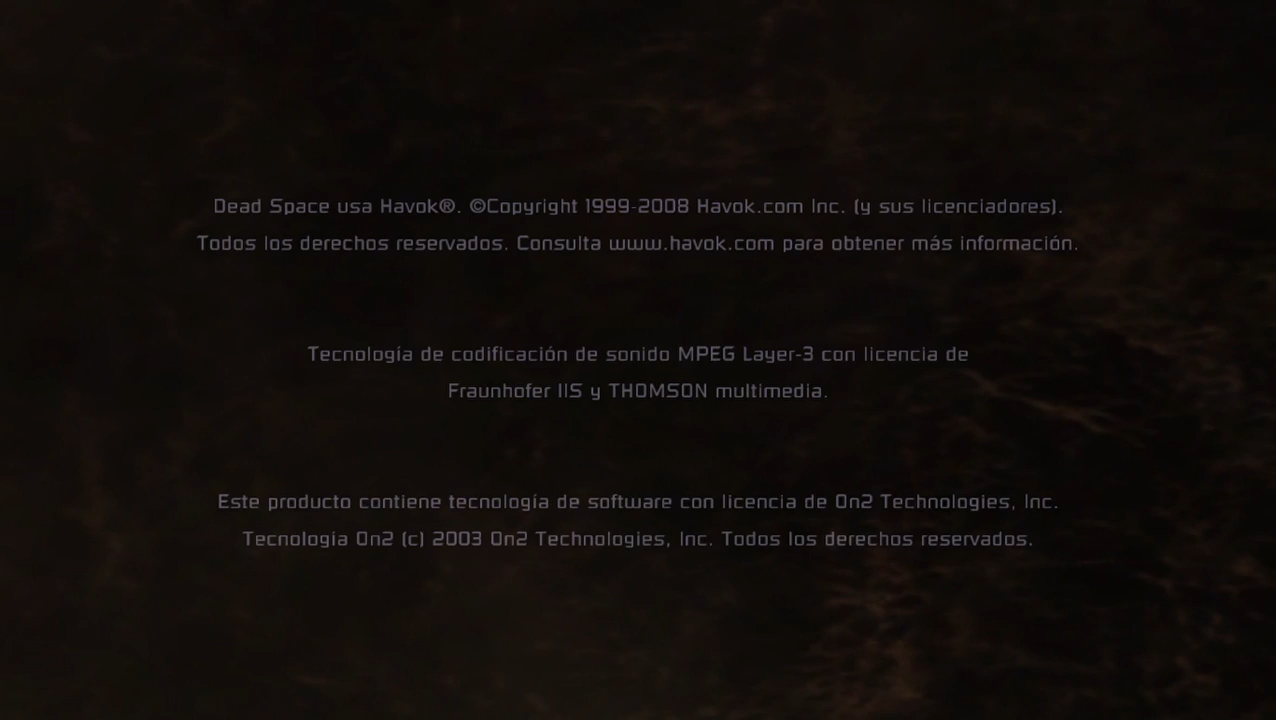 Dead Space usa Havok®. ©Copyright 1999-2008 Havok.com Inc. (y sus licenciadores).
Todos los derechos reservados. Consulta www.havok.com para obtener más información.
Tecnología de codificación de sonido MPEG Layer-3 con licencia de
Fraunhofer IIS y THOMSON multimedia.
Este producto contiene tecnología de software con licencia de On2 Technologies, Inc.
Tecnología On2 (c) 2003 On2 Technologies, Inc. Todos los derechos reservados.